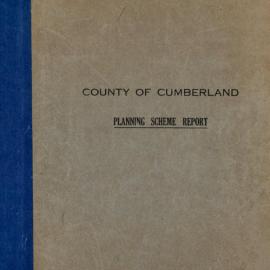 COUNTY OF CUMBERLAND
PLANNING SCHEME REPORT